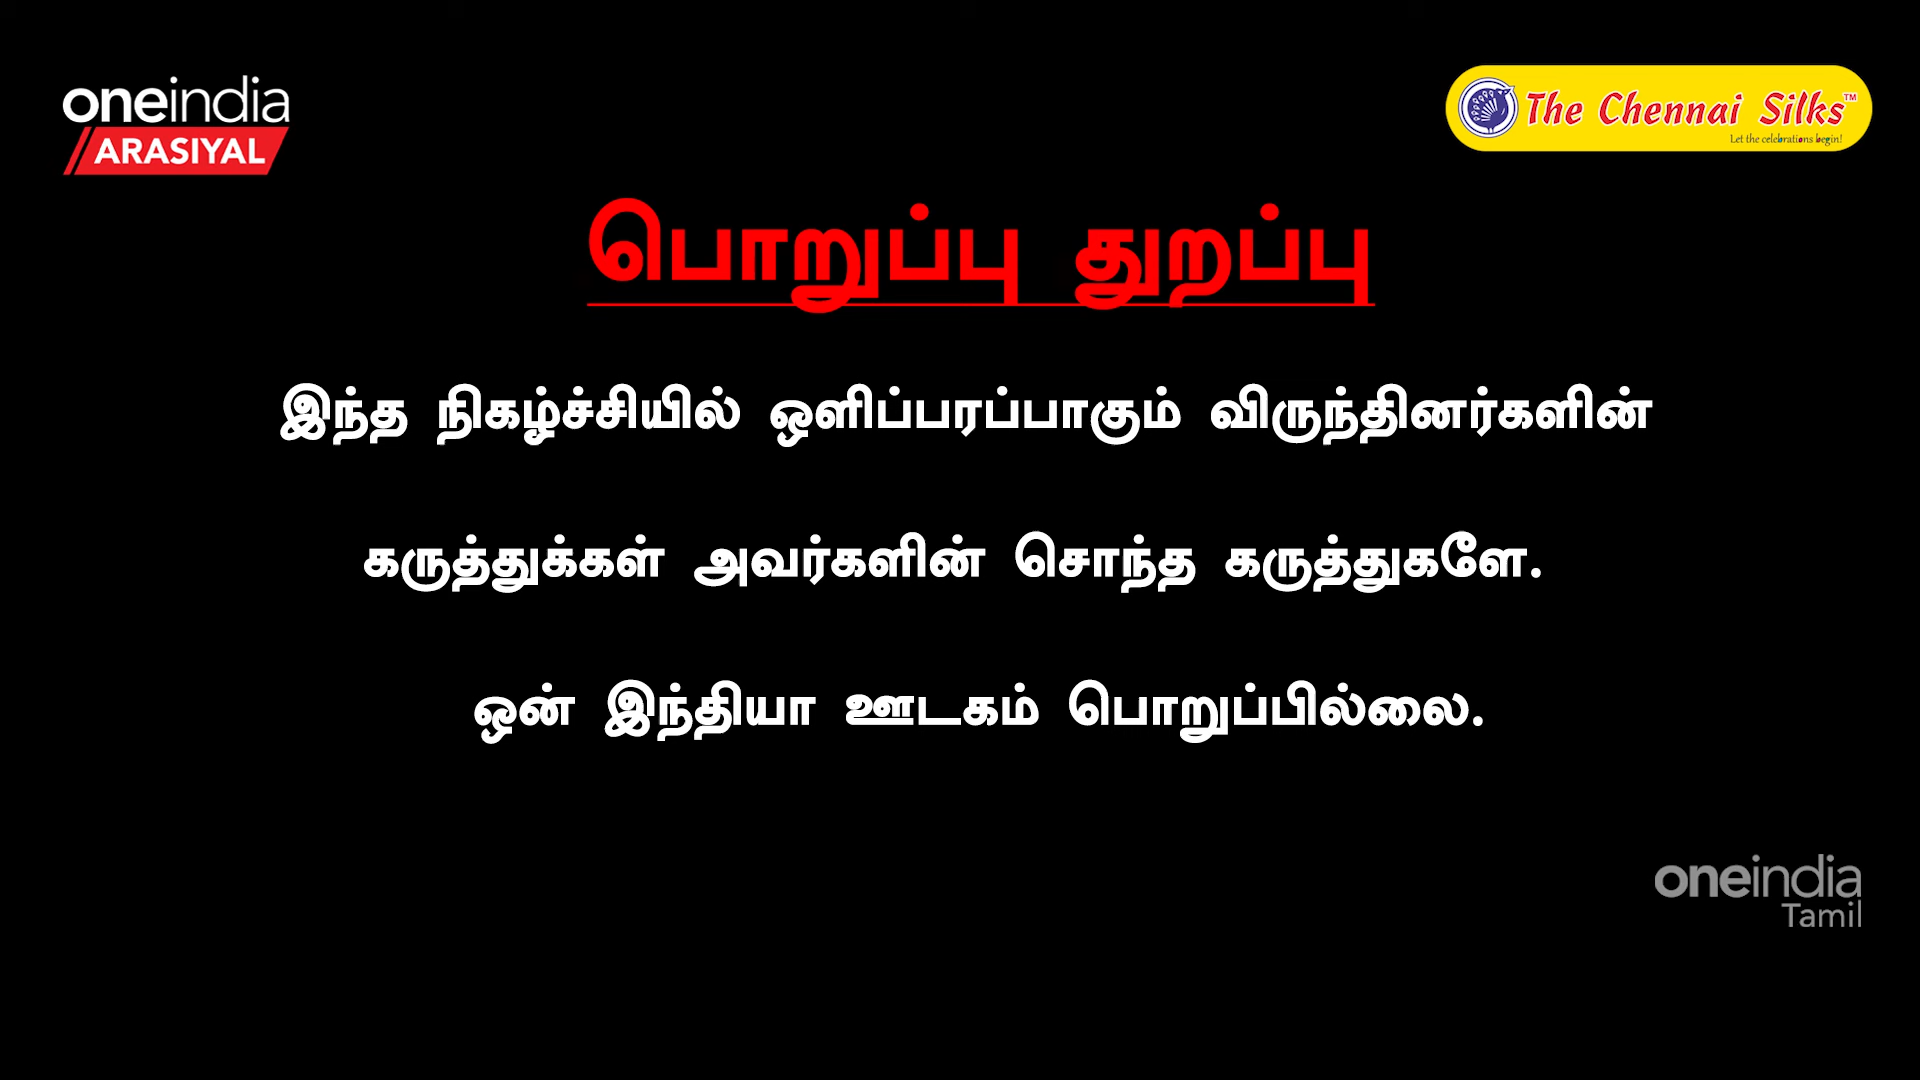 oneindia
ARASIYAL
The Chennai Silks™
Let the celebrations begin!
பொறுப்பு துறப்பு
இந்த நிகழ்ச்சியில் ஒளிப்பரப்பாகும் விருந்தினர்களின்
கருத்துக்கள் அவர்களின் சொந்த கருத்துகளே.
ஒன் இந்தியா ஊடகம் பொறுப்பில்லை.
oneindia
Tamil